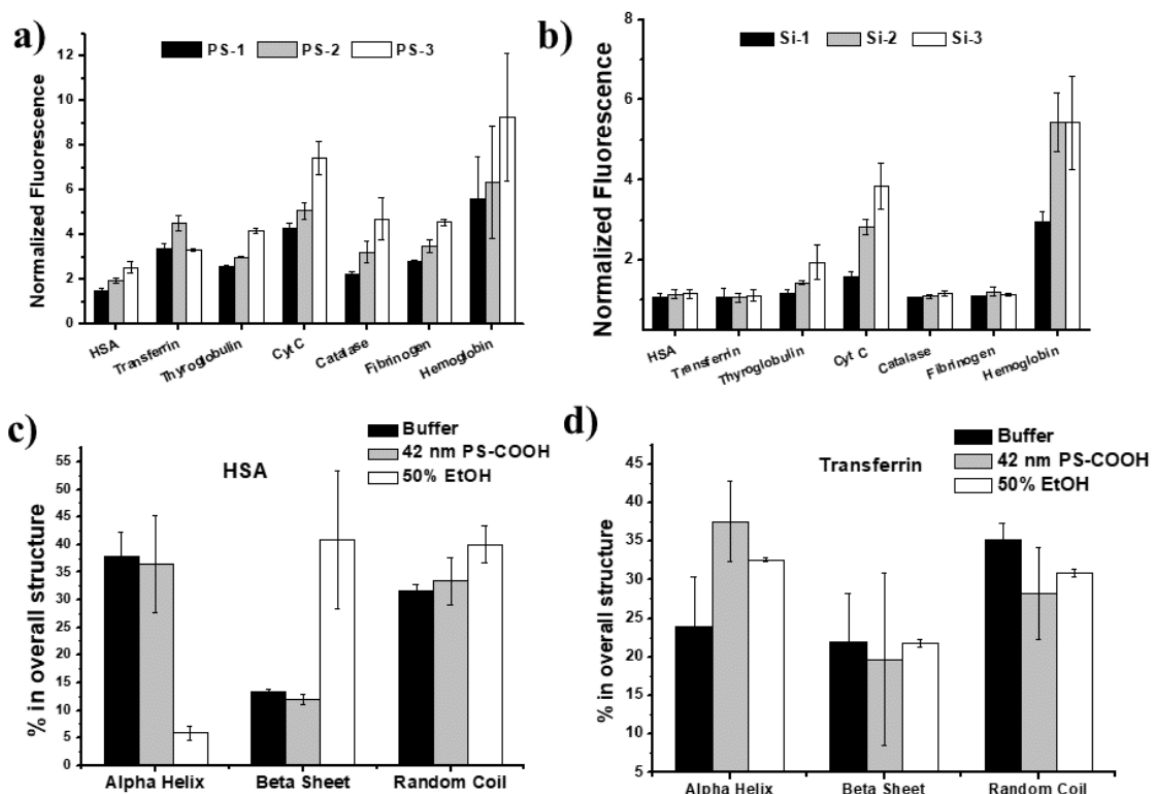 a)
PS-1 PS-2 PS-3
Normalized Fluorescence
12
10
8
6
4
2
0
HSA Transferrin Thyroglobulin Cyt C Catalase Fibrinogen Hemoglobin
b)
Si-1 Si-2 Si-3
Normalized Fluorescence
8
6
4
2
HSA Transferrin Thyroglobulin Cyt C Catalase Fibrinogen Hemoglobin
c)
HSA
Buffer
42 nm PS-COOH
50% EtOH
% in overall structure
55
50
45
40
35
30
25
20
15
10
5
0
Alpha Helix Beta Sheet Random Coil
d)
Transferrin
Buffer
42 nm PS-COOH
50% EtOH
% in overall structure
45
40
35
30
25
20
15
10
5
Alpha Helix Beta Sheet Random Coil